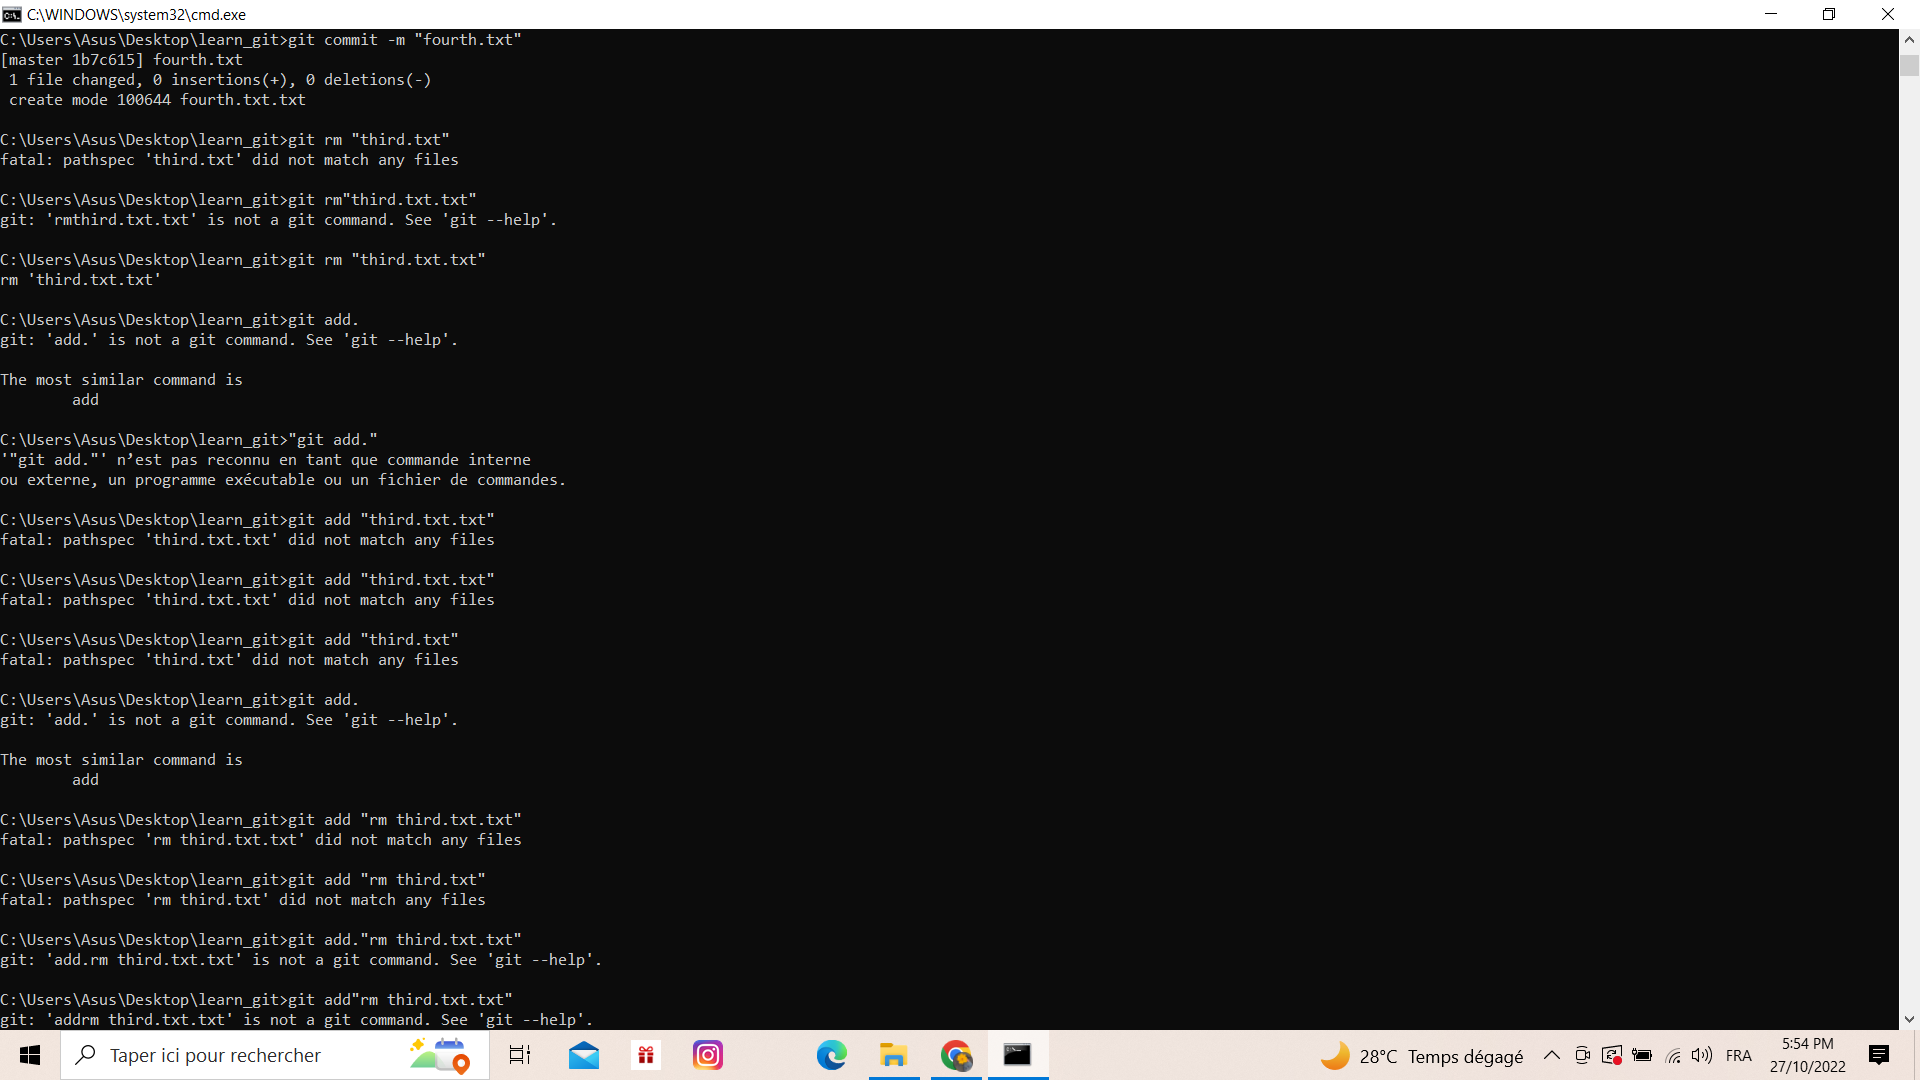 C:\WINDOWS\system32\cmd.exe
C:\Users\Asus\Desktop\learn_git>git commit -m "fourth.txt"
[master 1b7c615] fourth.txt
 1 file changed, 0 insertions(+), 0 deletions(-)
 create mode 100644 fourth.txt.txt
C:\Users\Asus\Desktop\learn_git>git rm "third.txt"
fatal: pathspec 'third.txt' did not match any files
C:\Users\Asus\Desktop\learn_git>git rm"third.txt.txt"
git: 'rmthird.txt.txt' is not a git command. See 'git --help'.
C:\Users\Asus\Desktop\learn_git>git rm "third.txt.txt"
rm 'third.txt.txt'
C:\Users\Asus\Desktop\learn_git>git add.
git: 'add.' is not a git command. See 'git --help'.
The most similar command is
        add
C:\Users\Asus\Desktop\learn_git>"git add."
'"git add."' n’est pas reconnu en tant que commande interne
ou externe, un programme exécutable ou un fichier de commandes.
C:\Users\Asus\Desktop\learn_git>git add "third.txt.txt"
fatal: pathspec 'third.txt.txt' did not match any files
C:\Users\Asus\Desktop\learn_git>git add "third.txt.txt"
fatal: pathspec 'third.txt.txt' did not match any files
C:\Users\Asus\Desktop\learn_git>git add "third.txt"
fatal: pathspec 'third.txt' did not match any files
C:\Users\Asus\Desktop\learn_git>git add.
git: 'add.' is not a git command. See 'git --help'.
The most similar command is
        add
C:\Users\Asus\Desktop\learn_git>git add "rm third.txt.txt"
fatal: pathspec 'rm third.txt.txt' did not match any files
C:\Users\Asus\Desktop\learn_git>git add "rm third.txt"
fatal: pathspec 'rm third.txt' did not match any files
C:\Users\Asus\Desktop\learn_git>git add."rm third.txt.txt"
git: 'add.rm third.txt.txt' is not a git command. See 'git --help'.
C:\Users\Asus\Desktop\learn_git>git add"rm third.txt.txt"
git: 'addrm third.txt.txt' is not a git command. See 'git --help'.
Taper ici pour rechercher
28°C Temps dégagé
FRA
5:54 PM
27/10/2022